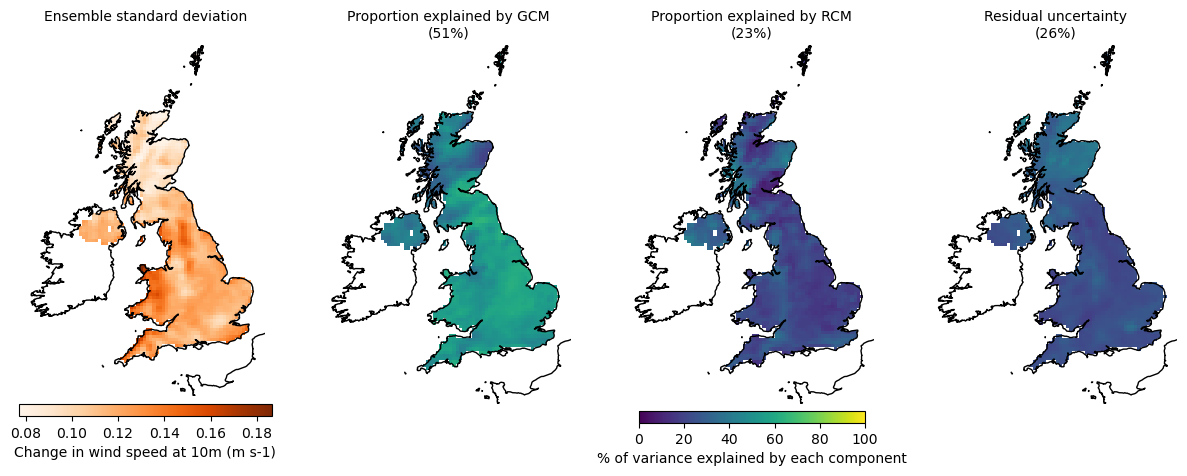 Ensemble standard deviation
Proportion explained by GCM
(51%)
Proportion explained by RCM
(23%)
Residual uncertainty
(26%)
0.08 0.10 0.12 0.14 0.16 0.18
Change in wind speed at 10m (m s-1)
0 20 40 60 80 100
% of variance explained by each component